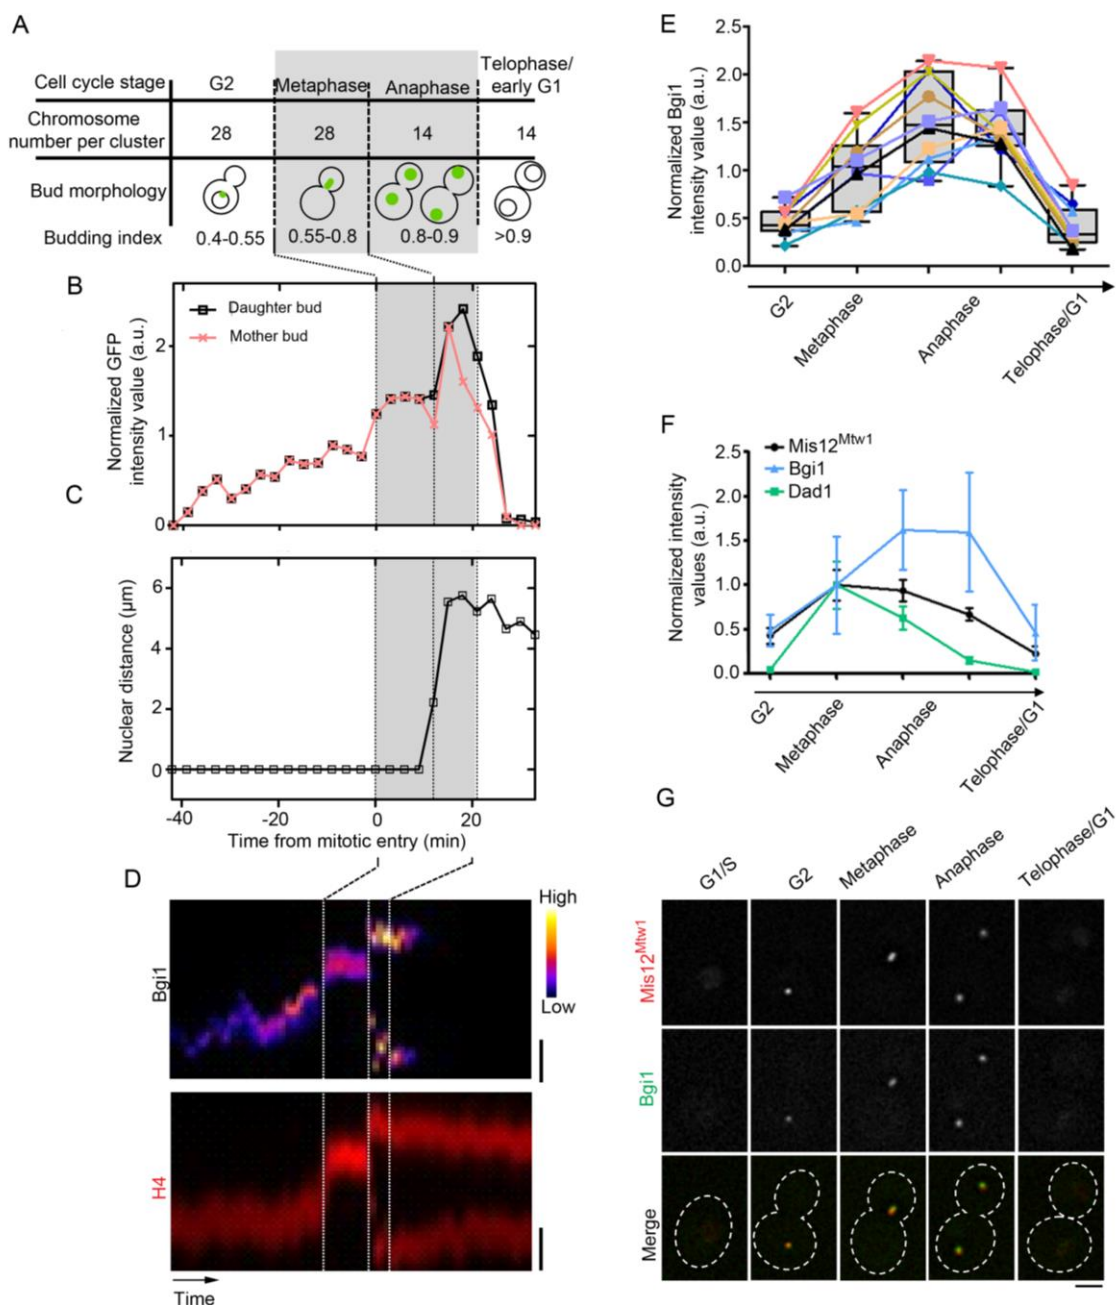 A
Cell cycle stage G2 Metaphase Anaphase Telophase/
early G1
Chromosome
number per cluster 28 28 14 14
Bud morphology
Budding index 0.4-0.55 0.55-0.8 0.8-0.9 >0.9
B
Daughter bud
Mother bud
Normalized GFP
intensity value (a.u.)
2
1
0
C
Nuclear distance (µm)
6
4
2
0
-40 -20 0 20
Time from mitotic entry (min)
D
Bgi1
High
Low
H4
Time
E
Normalized Bgi1
intensity value (a.u.)
2.5
2.0
1.5
1.0
0.5
0.0
G2 Metaphase Anaphase Telophase/G1
F
Mis12Mtw1
Bgi1
Dad1
Normalized intensity
values (a.u.)
2.5
2.0
1.5
1.0
0.5
0.0
G2 Metaphase Anaphase Telophase/G1
G
G1/S G2 Metaphase Anaphase Telophase/G1
Mis12Mtw1
Bgi1
Merge